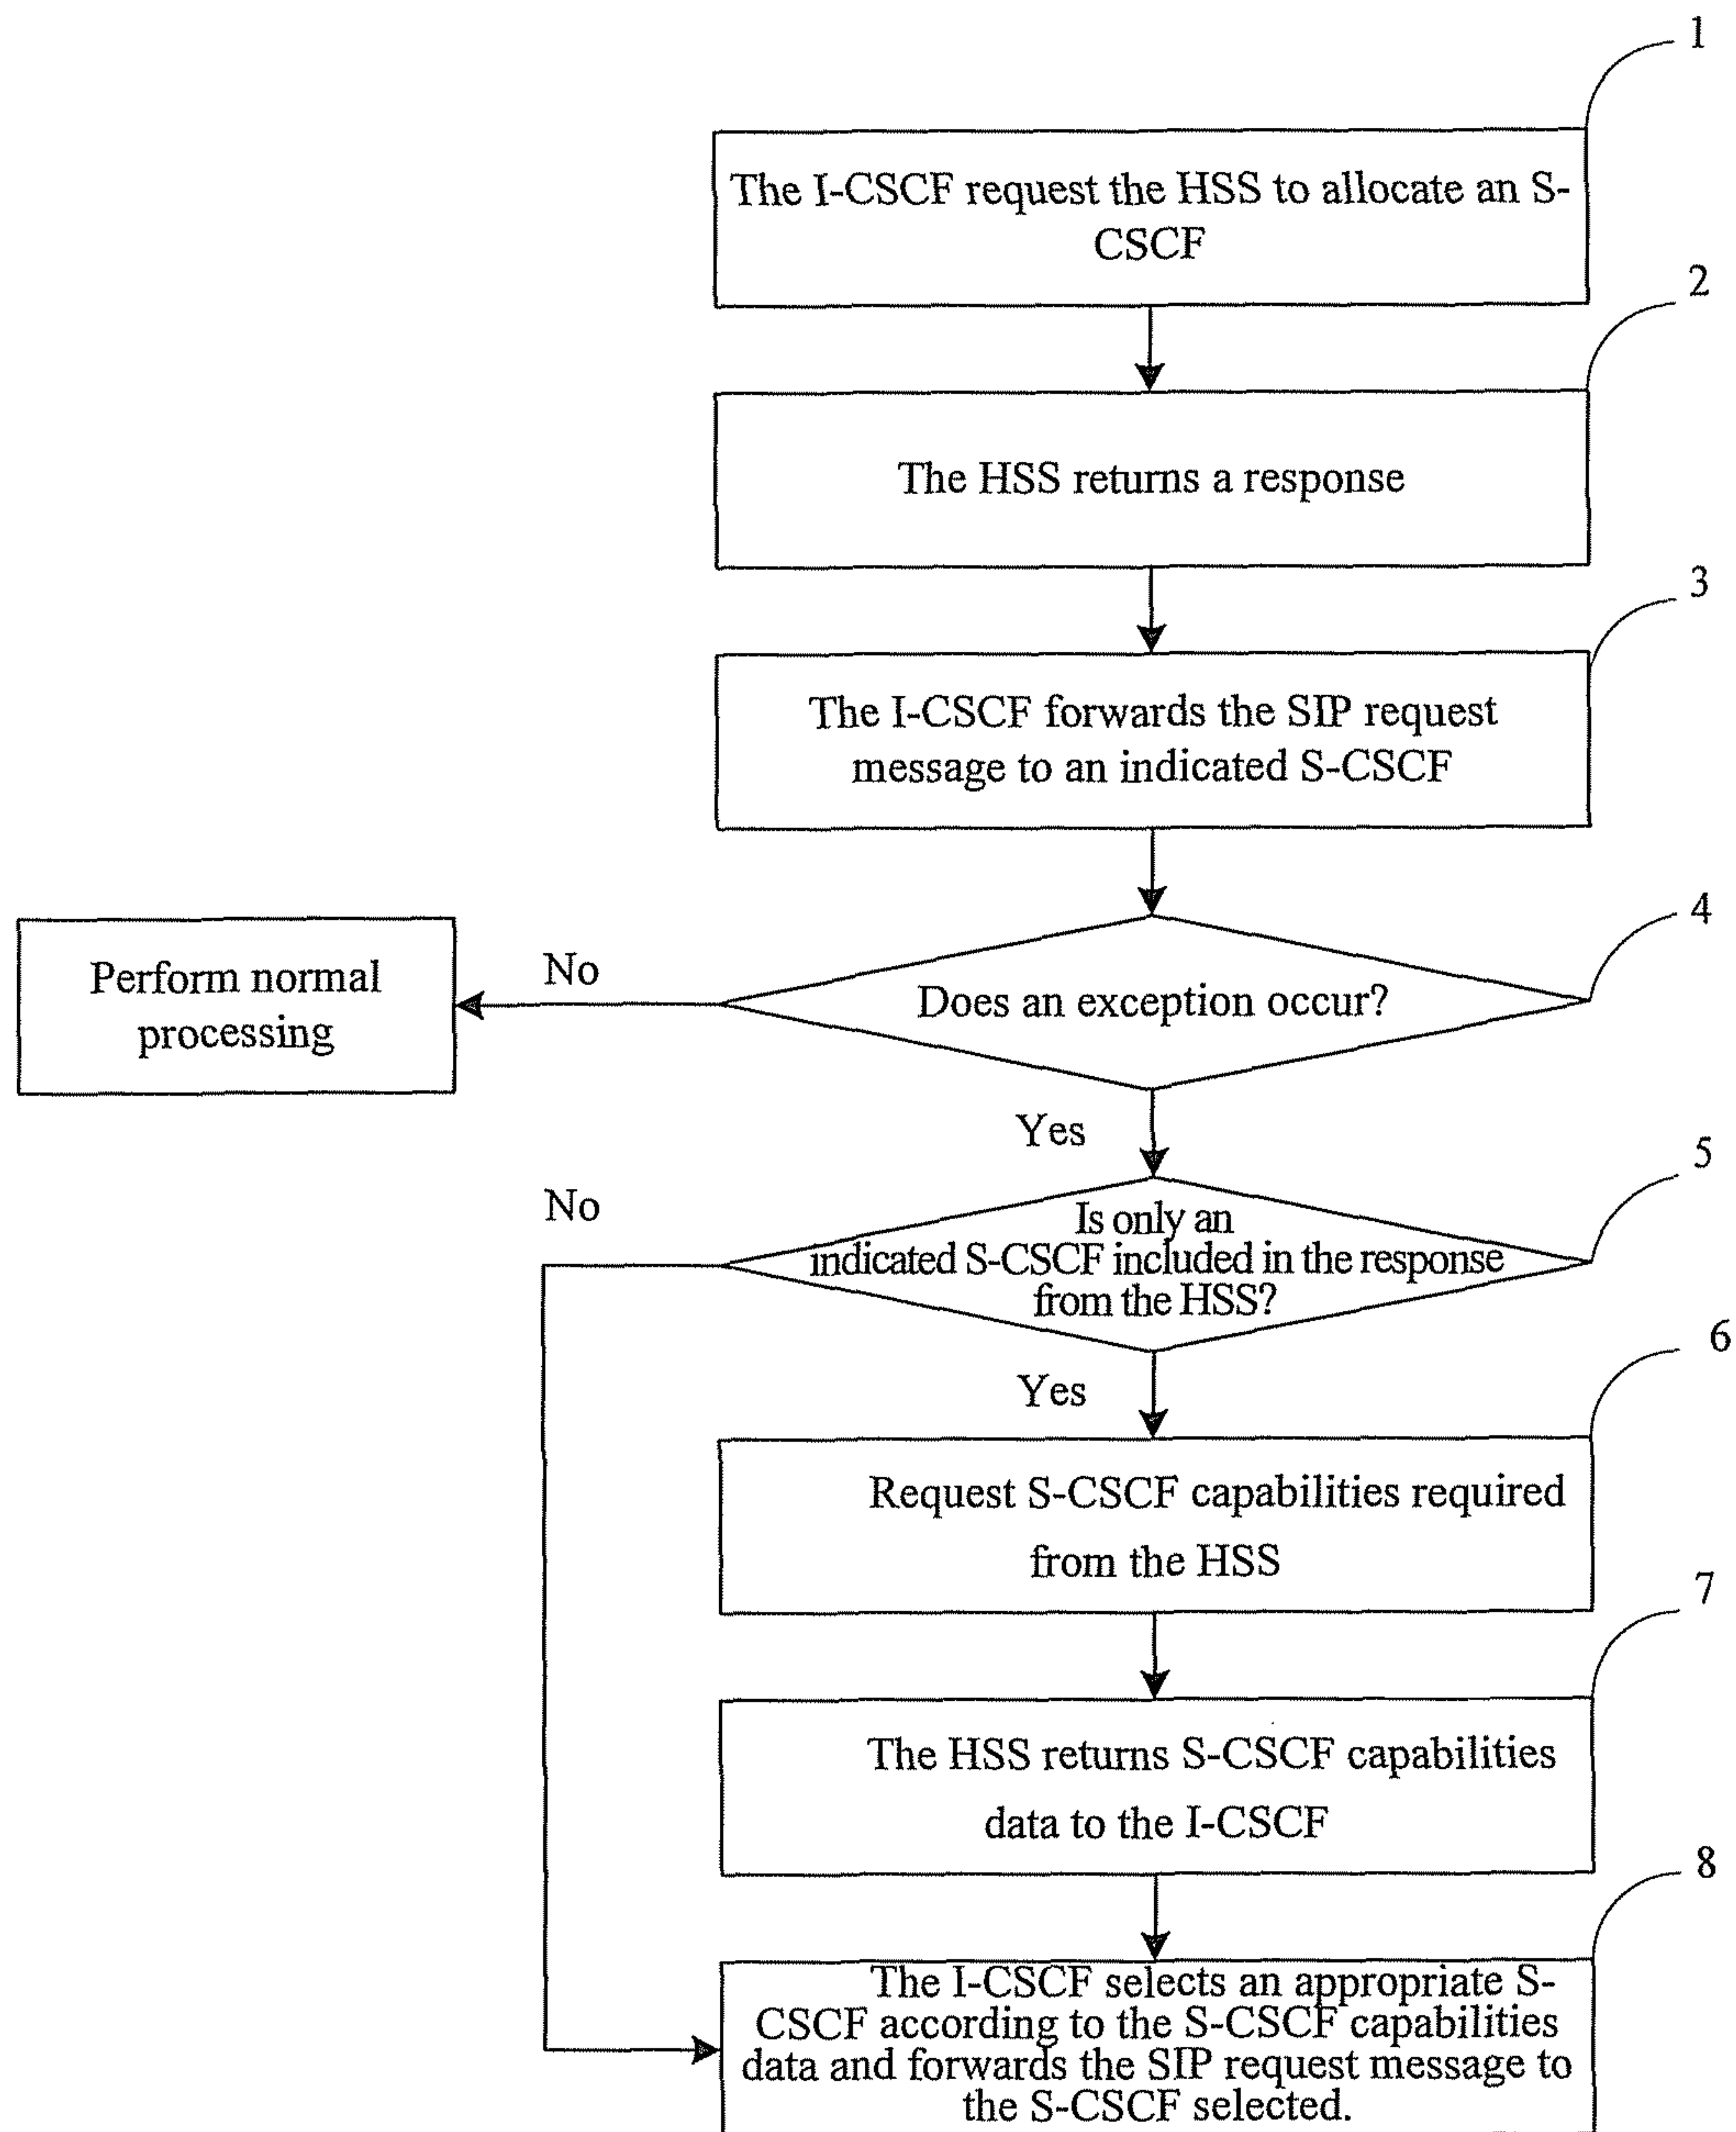 1
The I-CSCF request the HSS to allocate an S-
CSCF
2
The HSS returns a response
3
The I-CSCF forwards the SIP request
message to an indicated S-CSCF
4
Does an exception occur?
No
Perform normal
processing
Yes
5
No
Is only an
indicated S-CSCF included in the response
from the HSS?
6
Yes
Request S-CSCF capabilities required
from the HSS
7
The HSS returns S-CSCF capabilities
data to the I-CSCF
8
The I-CSCF selects an appropriate S-
CSCF according to the S-CSCF capabilities
data and forwards the SIP request message to
the S-CSCF selected.